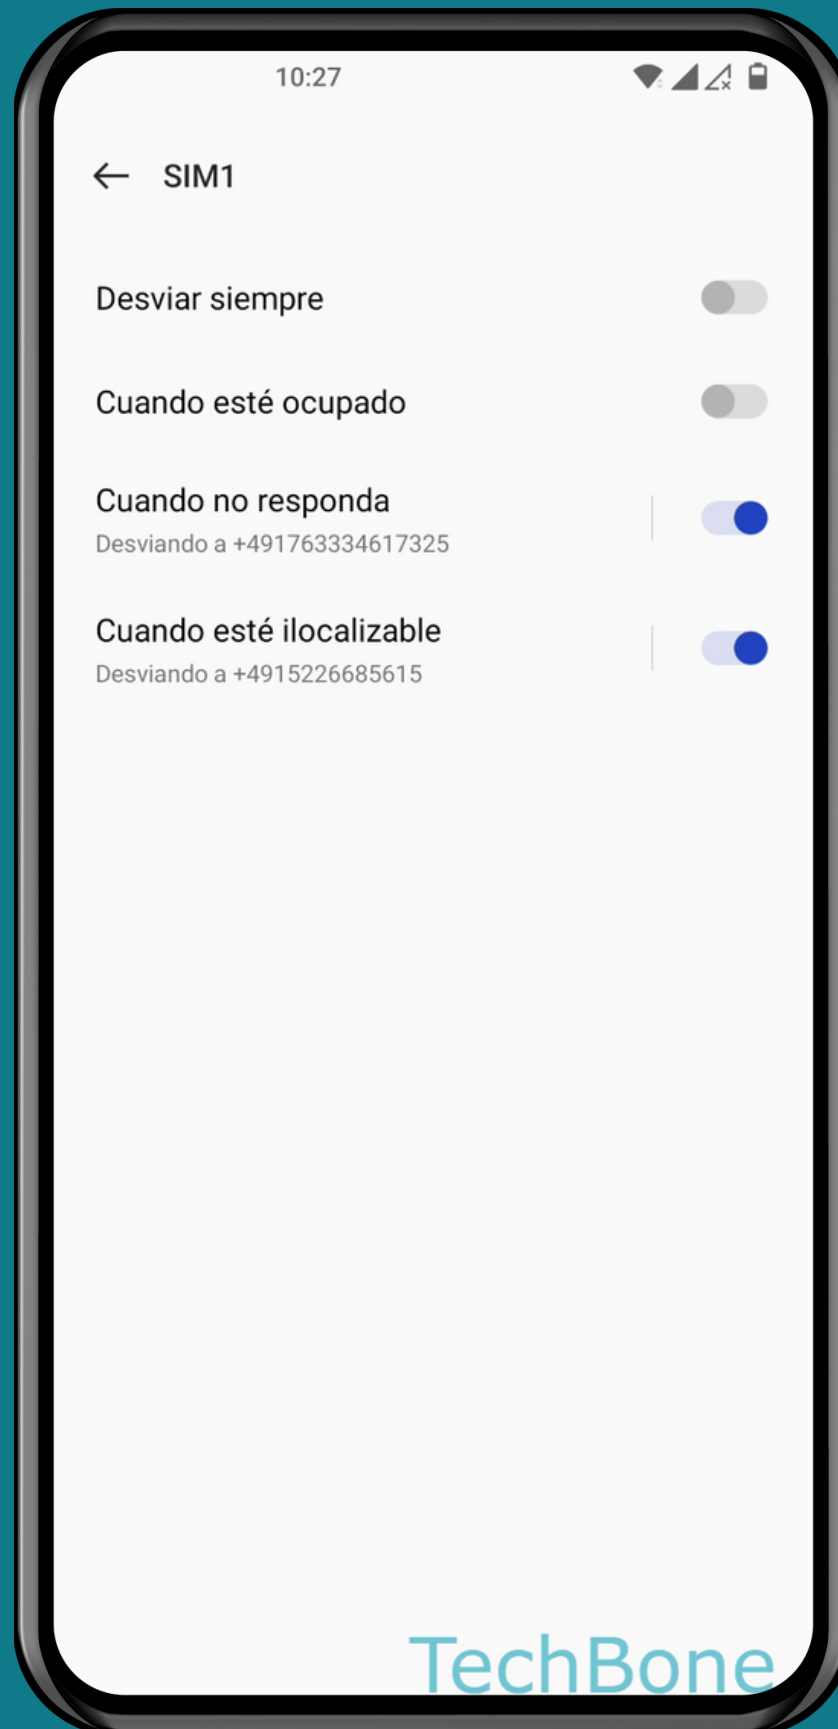 10:27
SIM1
Desviar siempre
Cuando esté ocupado
Cuando no responda
Desviando a +491763334617325
Cuando esté ilocalizable
Desviando a +4915226685615
TechBone